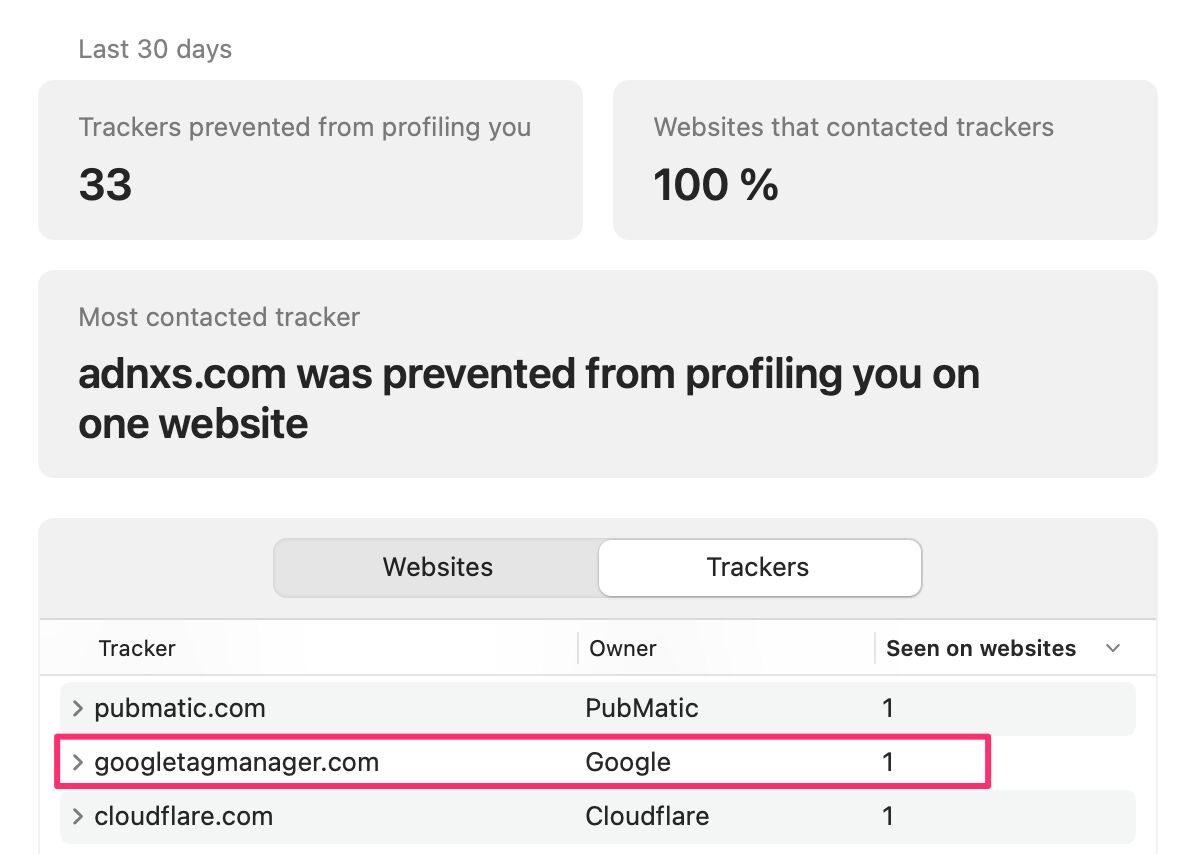 Last 30 days
Trackers prevented from profiling you
33
Websites that contacted trackers
100 %
Most contacted tracker
adnxs.com was prevented from profiling you on
one website
Websites Trackers
Tracker Owner Seen on websites
pubmatic.com PubMatic 1
googletagmanager.com Google 1
cloudflare.com Cloudflare 1